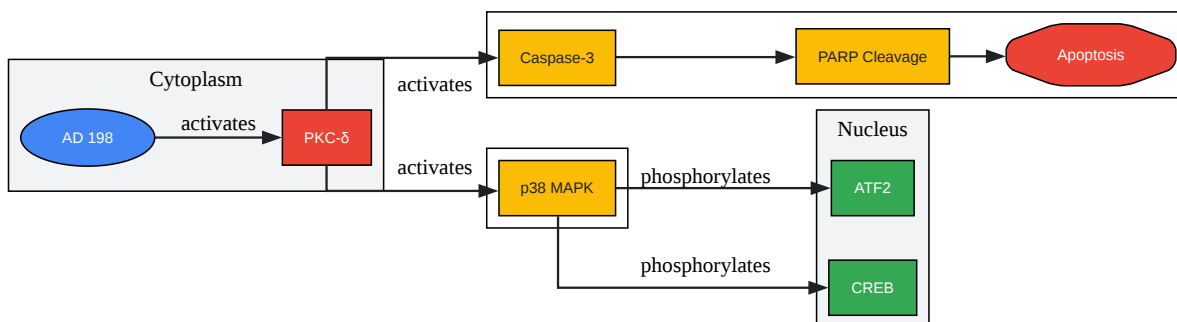 Caspase-3
PARP Cleavage
Apoptosis
activates
Cytoplasm
AD 198
activates
PKC-δ
activates
p38 MAPK
phosphorylates
Nucleus
ATF2
phosphorylates
CREB